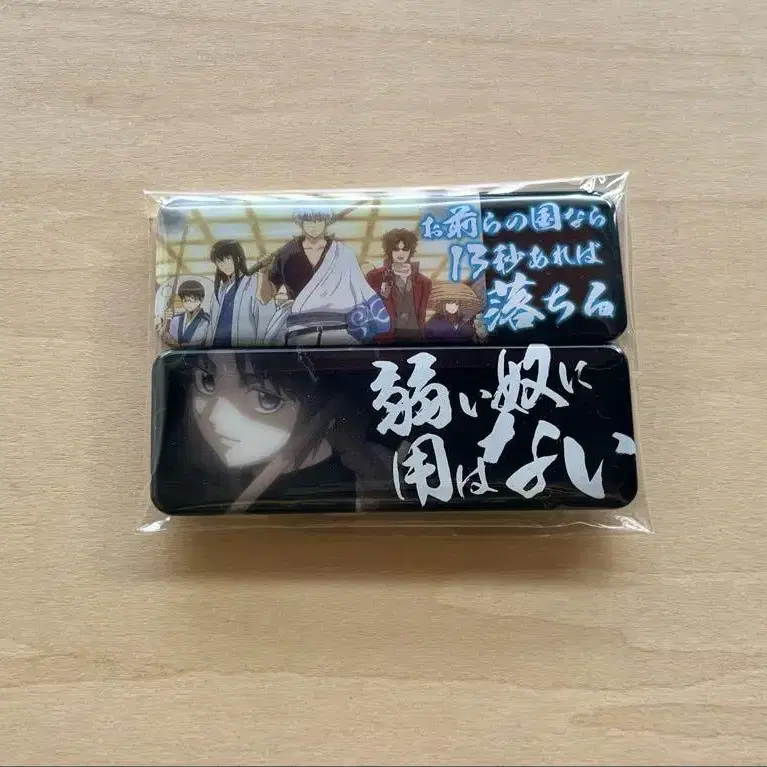 お前らの国なら
13秒あれば
落ちる
弱い奴に
用はない